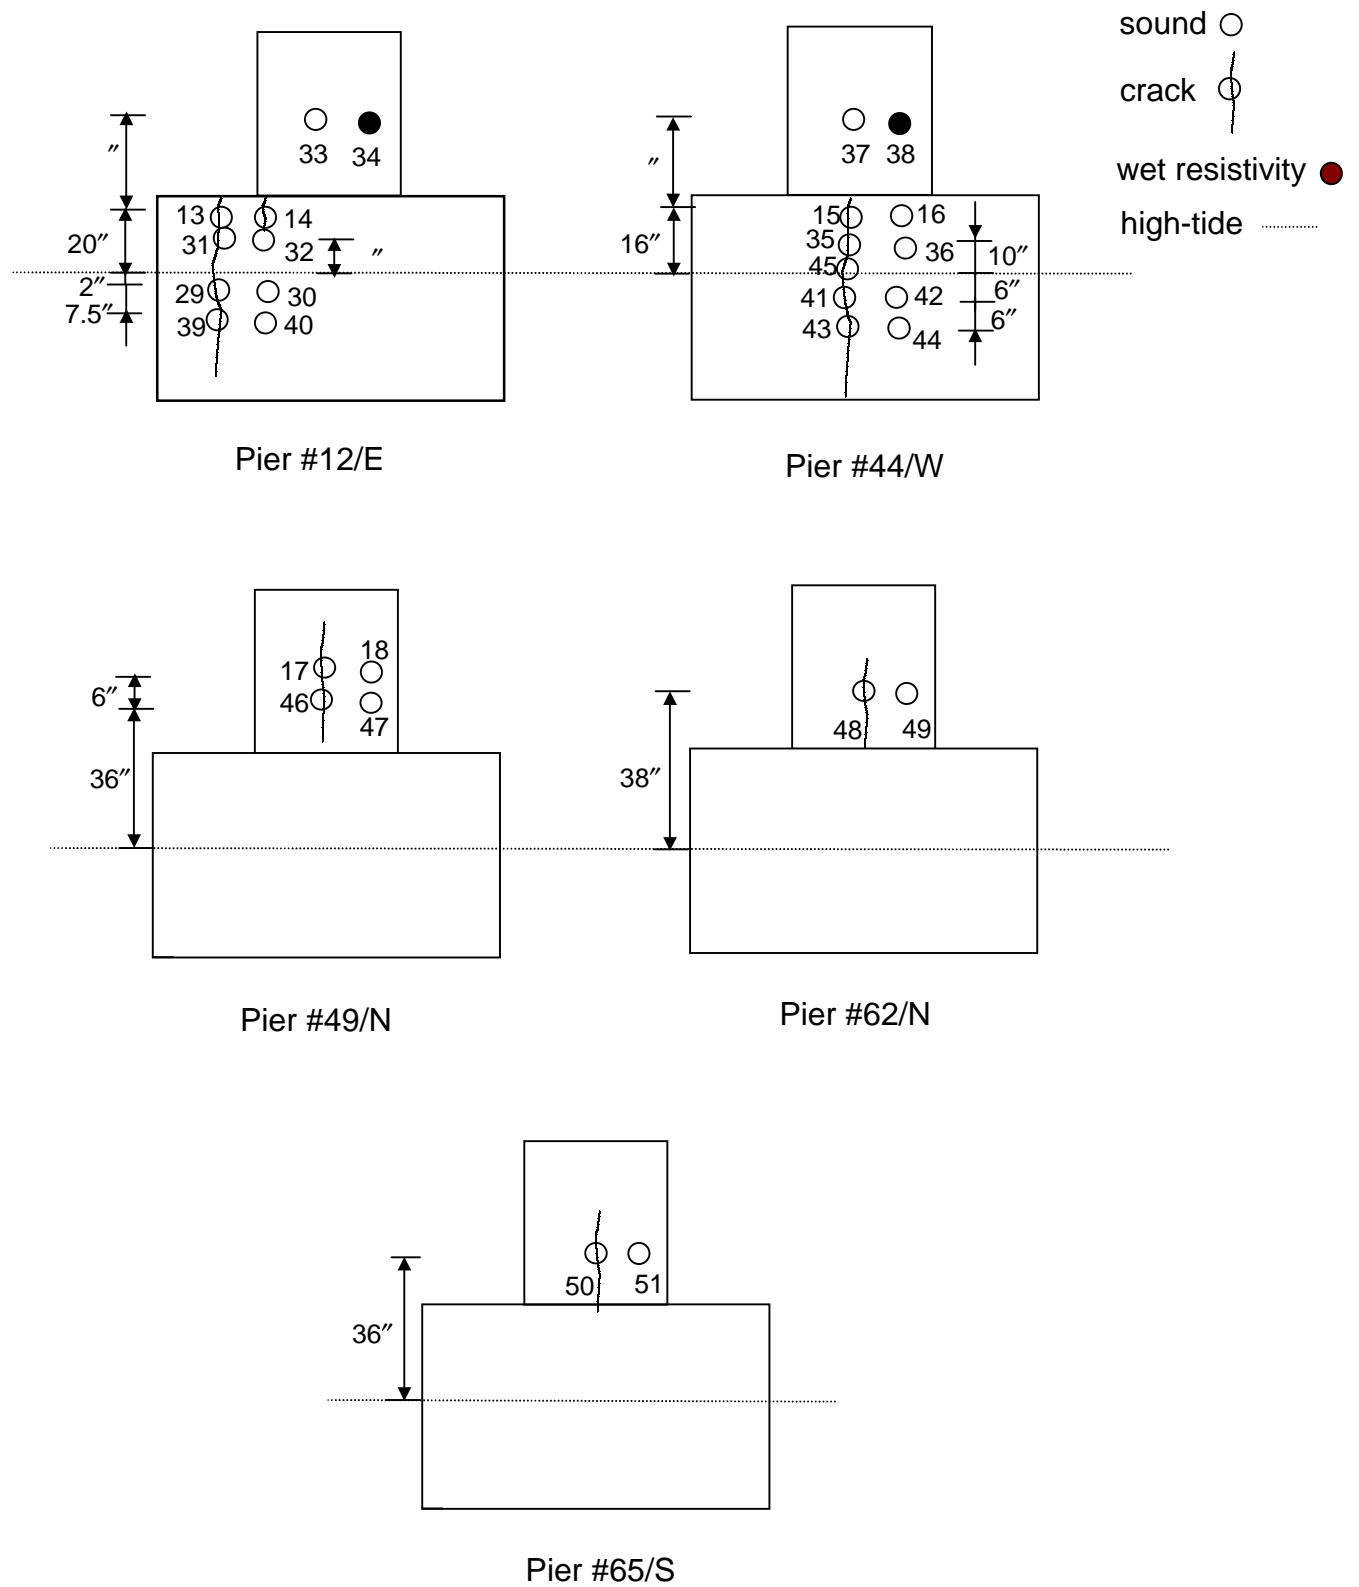 sound
crack
wet resistivity
high-tide
33 34
″
13 14
20″
31 32 ″
2″
29 30
7.5″
39 40
Pier #12/E
37 38
″
15 16
16″
35 36
10″
45
41 42 6″
43 44 6″
Pier #44/W
18
17
6″
46
47
36″
Pier #49/N
48 49
38″
Pier #62/N
50 51
36″
Pier #65/S